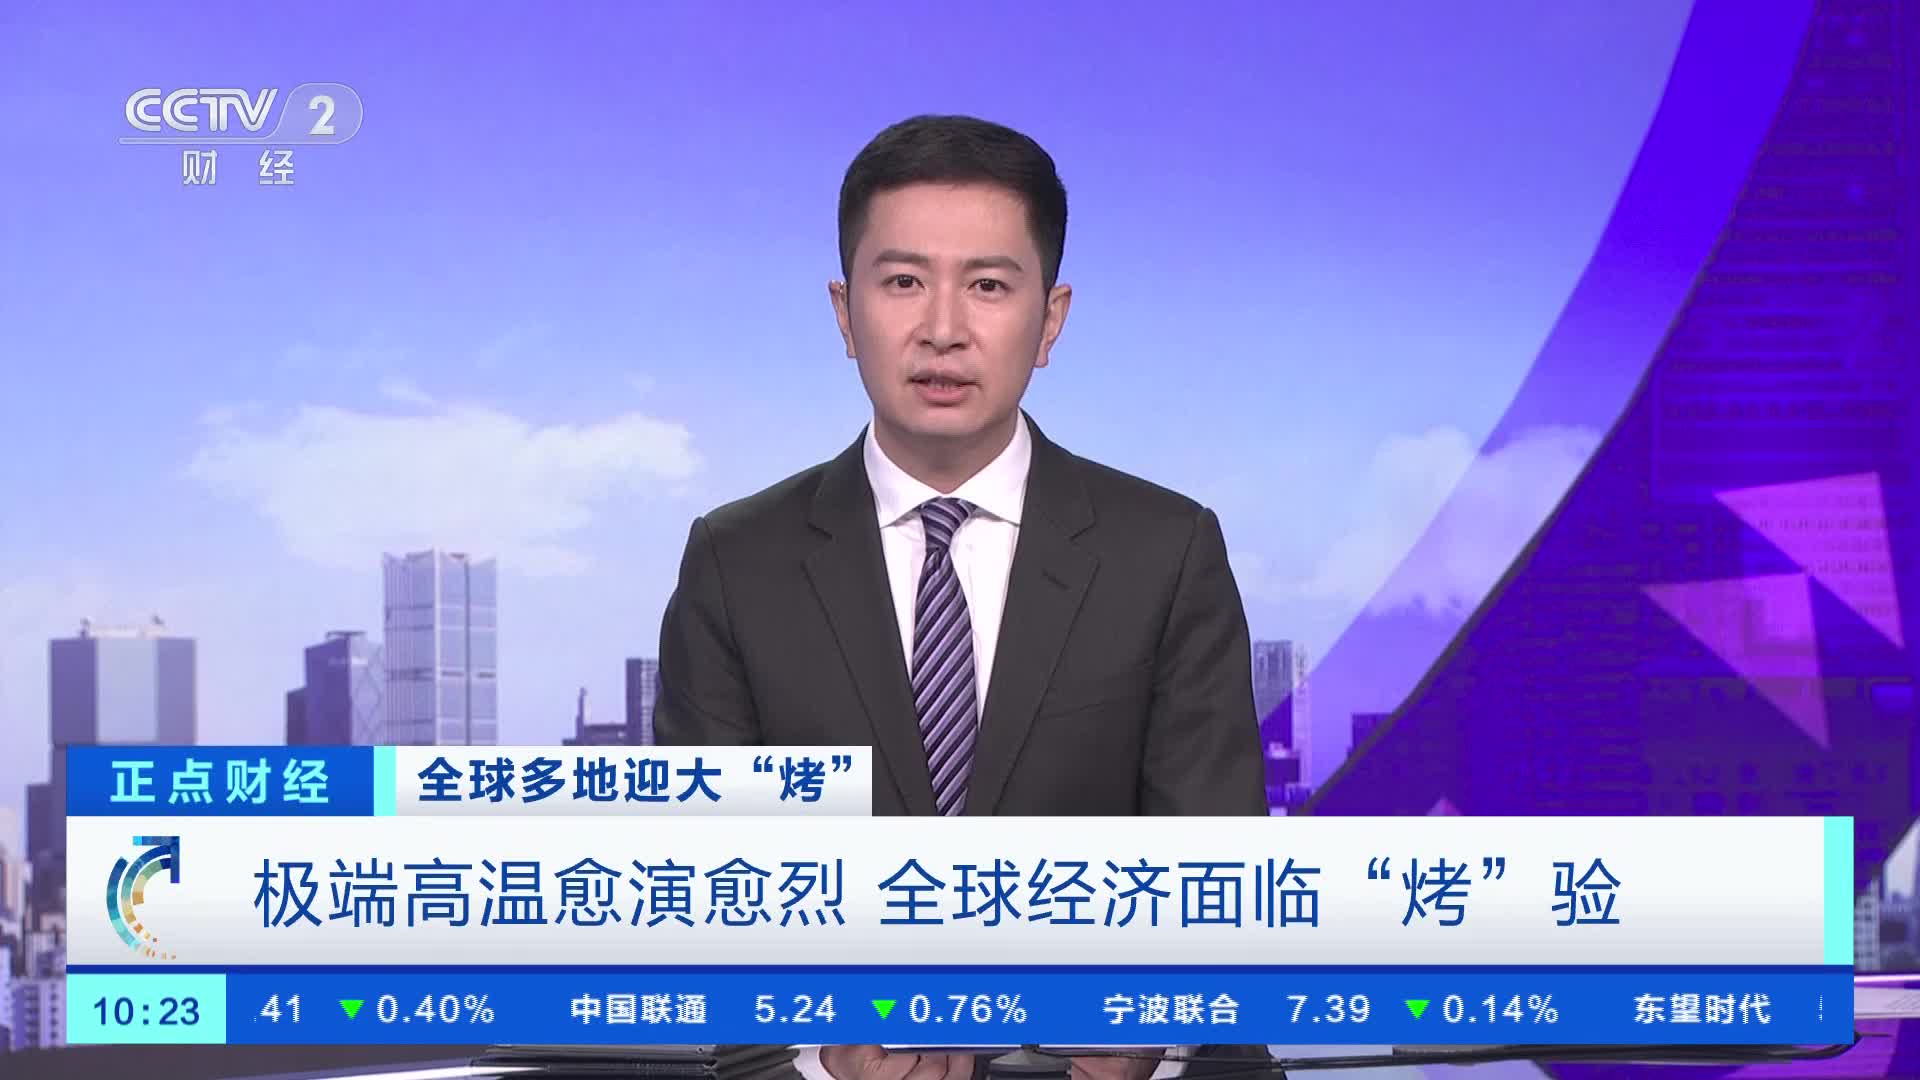 CCTV 2
财 经
正点财经 全球多地迎大“烤”
极端高温愈演愈烈 全球经济面临“烤”验
10:23 .41 ▼0.40% 中国联通 5.24 ▼0.76% 宁波联合 7.39 ▼0.14% 东望时代